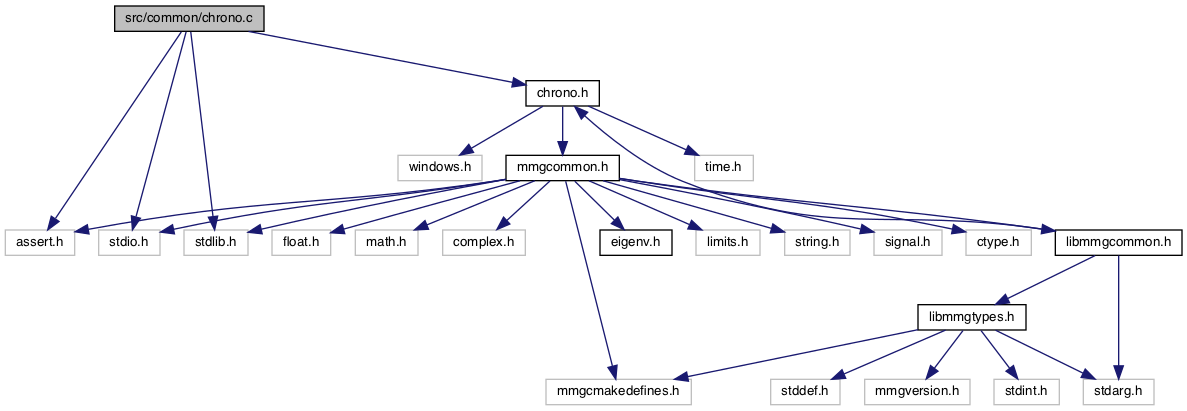 src/common/chrono.c
chrono.h
windows.h
mmgcommon.h
time.h
assert.h
stdio.h
stdlib.h
float.h
math.h
complex.h
eigenv.h
limits.h
string.h
signal.h
ctype.h
libmmgcommon.h
libmmgtypes.h
mmgcmakedefines.h
stddef.h
mmgversion.h
stdint.h
stdarg.h